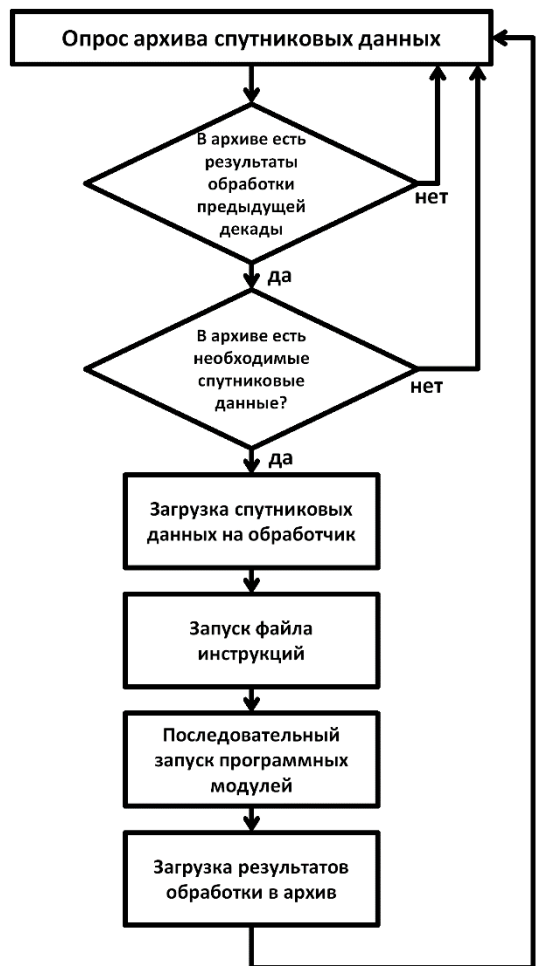 Опрос архива спутниковых данных
В архиве есть
результаты
обработки
предыдущей
декады
нет
да
В архиве есть
необходимые
спутниковые
данные?
нет
да
Загрузка спутниковых
данных на обработчик
Запуск файла
инструкций
Последовательный
запуск программных
модулей
Загрузка результатов
обработки в архив